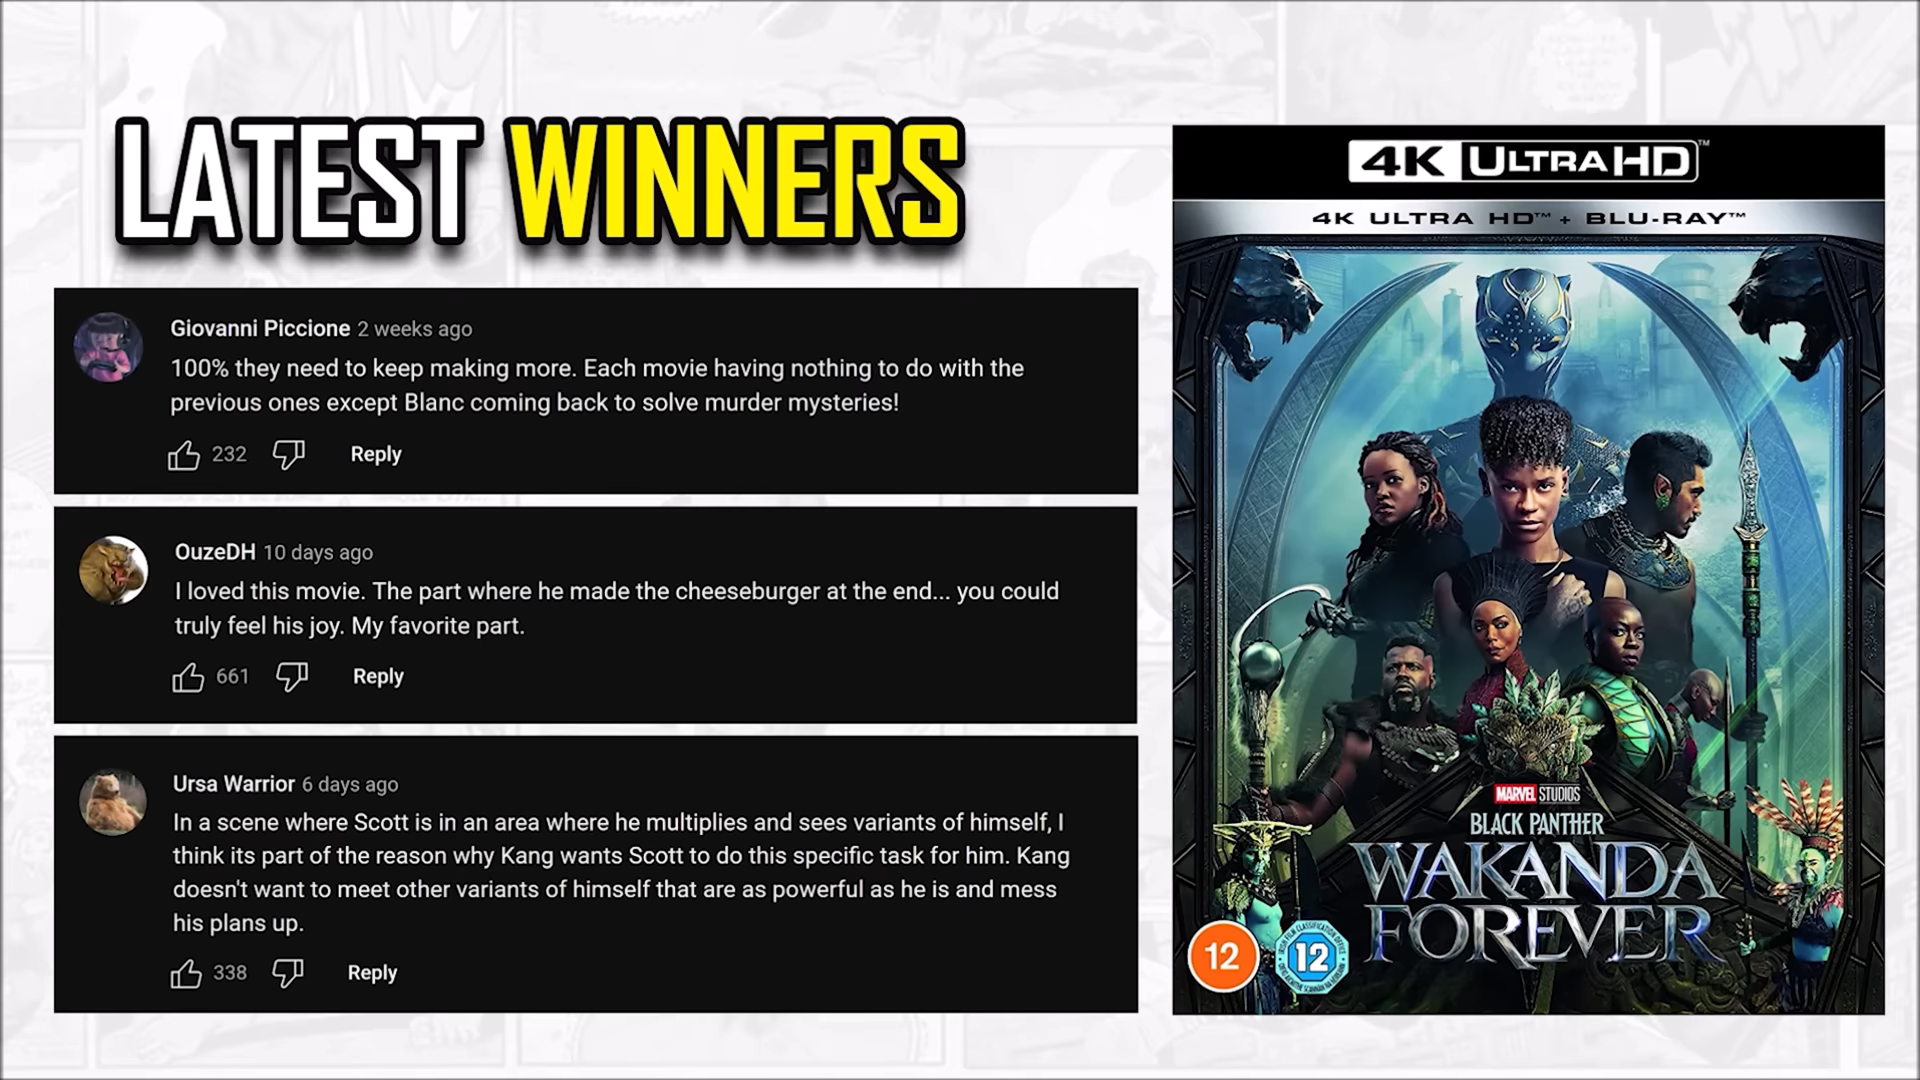 LATEST WINNERS
Giovanni Piccione 2 weeks ago
100% they need to keep making more. Each movie having nothing to do with the
previous ones except Blanc coming back to solve murder mysteries!
232 Reply
OuzeDH 10 days ago
I loved this movie. The part where he made the cheeseburger at the end... you could
truly feel his joy. My favorite part.
661 Reply
Ursa Warrior 6 days ago
In a scene where Scott is in an area where he multiplies and sees variants of himself, I
think its part of the reason why Kang wants Scott to do this specific task for him. Kang
doesn't want to meet other variants of himself that are as powerful as he is and mess
his plans up.
338 Reply
4K ULTRA HD™
4K ULTRA HD™ + BLU-RAY™
MARVEL STUDIOS
BLACK PANTHER
WAKANDA
FOREVER
12
12